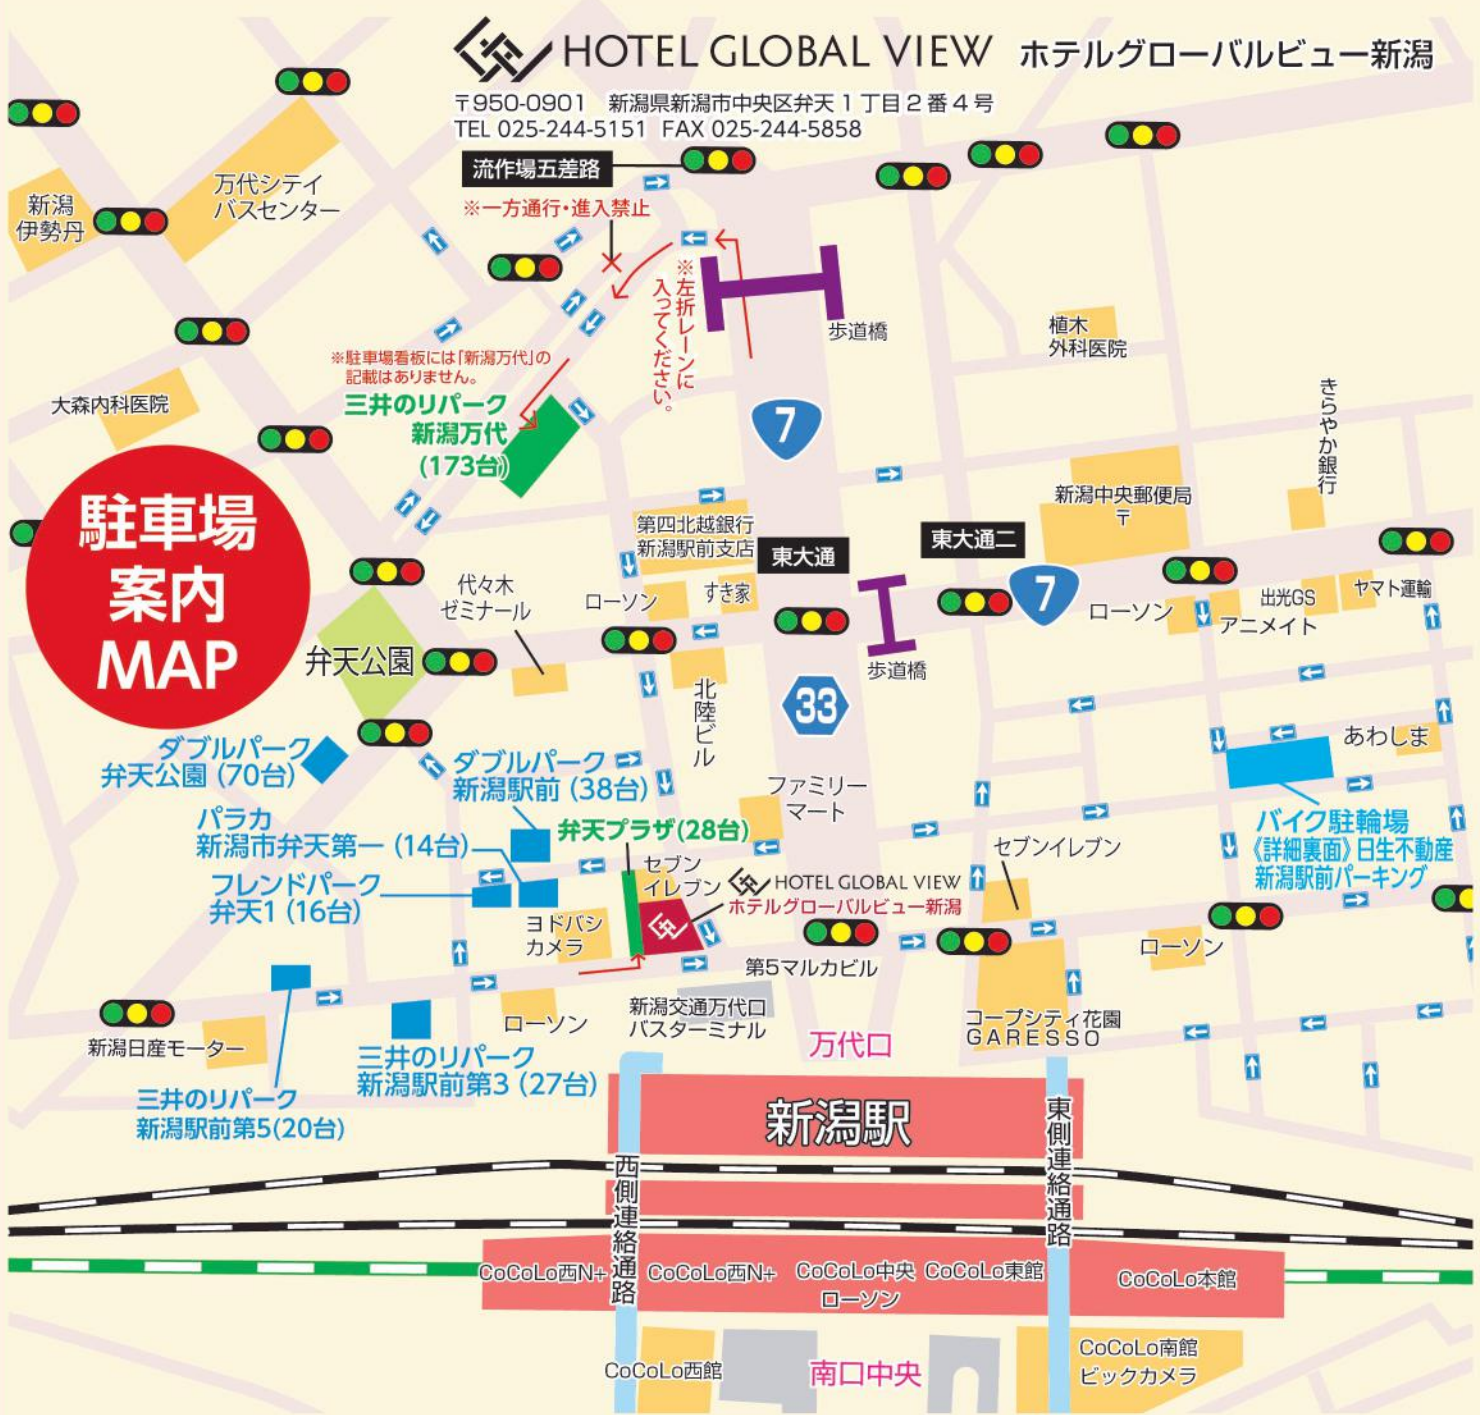 HOTEL GLOBAL VIEW ホテルグローバルビュー新潟
〒950-0901 新潟県新潟市中央区弁天1丁目2番4号
TEL 025-244-5151 FAX 025-244-5858
流作場五差路
※一方通行・進入禁止
万代シテイ
バスセンター
新潟
伊勢丹
※左折レーンに
入ってください。
歩道橋
植木
外科医院
※駐車場看板には「新潟万代」の
記載はありません。
三井のリパーク
新潟万代
(173台)
大森内科医院
7
きらやか銀行
駐車場
案内
MAP
第四北越銀行
新潟駅前支店
東大通
東大通二
新潟中央郵便局
〒
7
代々木
ゼミナール
ローソン
すき家
ローソン
アニメイト
出光GS
ヤマト運輸
弁天公園
歩道橋
北陸ビル
33
ダブルパーク
弁天公園 (70台)
ダブルパーク
新潟駅前 (38台)
ファミリー
マート
あわしま
パラカ
新潟市弁天第一 (14台)
弁天プラザ(28台)
セブンイレブン
バイク駐輪場
《詳細裏面》日生不動産
新潟駅前パーキング
フレンドパーク
弁天1 (16台)
セブン
イレブン
HOTEL GLOBAL VIEW
ホテルグローバルビュー新潟
ヨドバシ
カメラ
ローソン
第5マルカビル
新潟交通万代口
バスターミナル
ローソン
コープシティ花園
GARESSO
新潟日産モーター
万代口
三井のリパーク
新潟駅前第3 (27台)
三井のリパーク
新潟駅前第5(20台)
新潟駅
西側連絡通路
東側連絡通路
CoCoLo西N+
CoCoLo西N+
CoCoLo中央
ローソン
CoCoLo東館
CoCoLo本館
CoCoLo西館
南口中央
CoCoLo南館
ビックカメラ